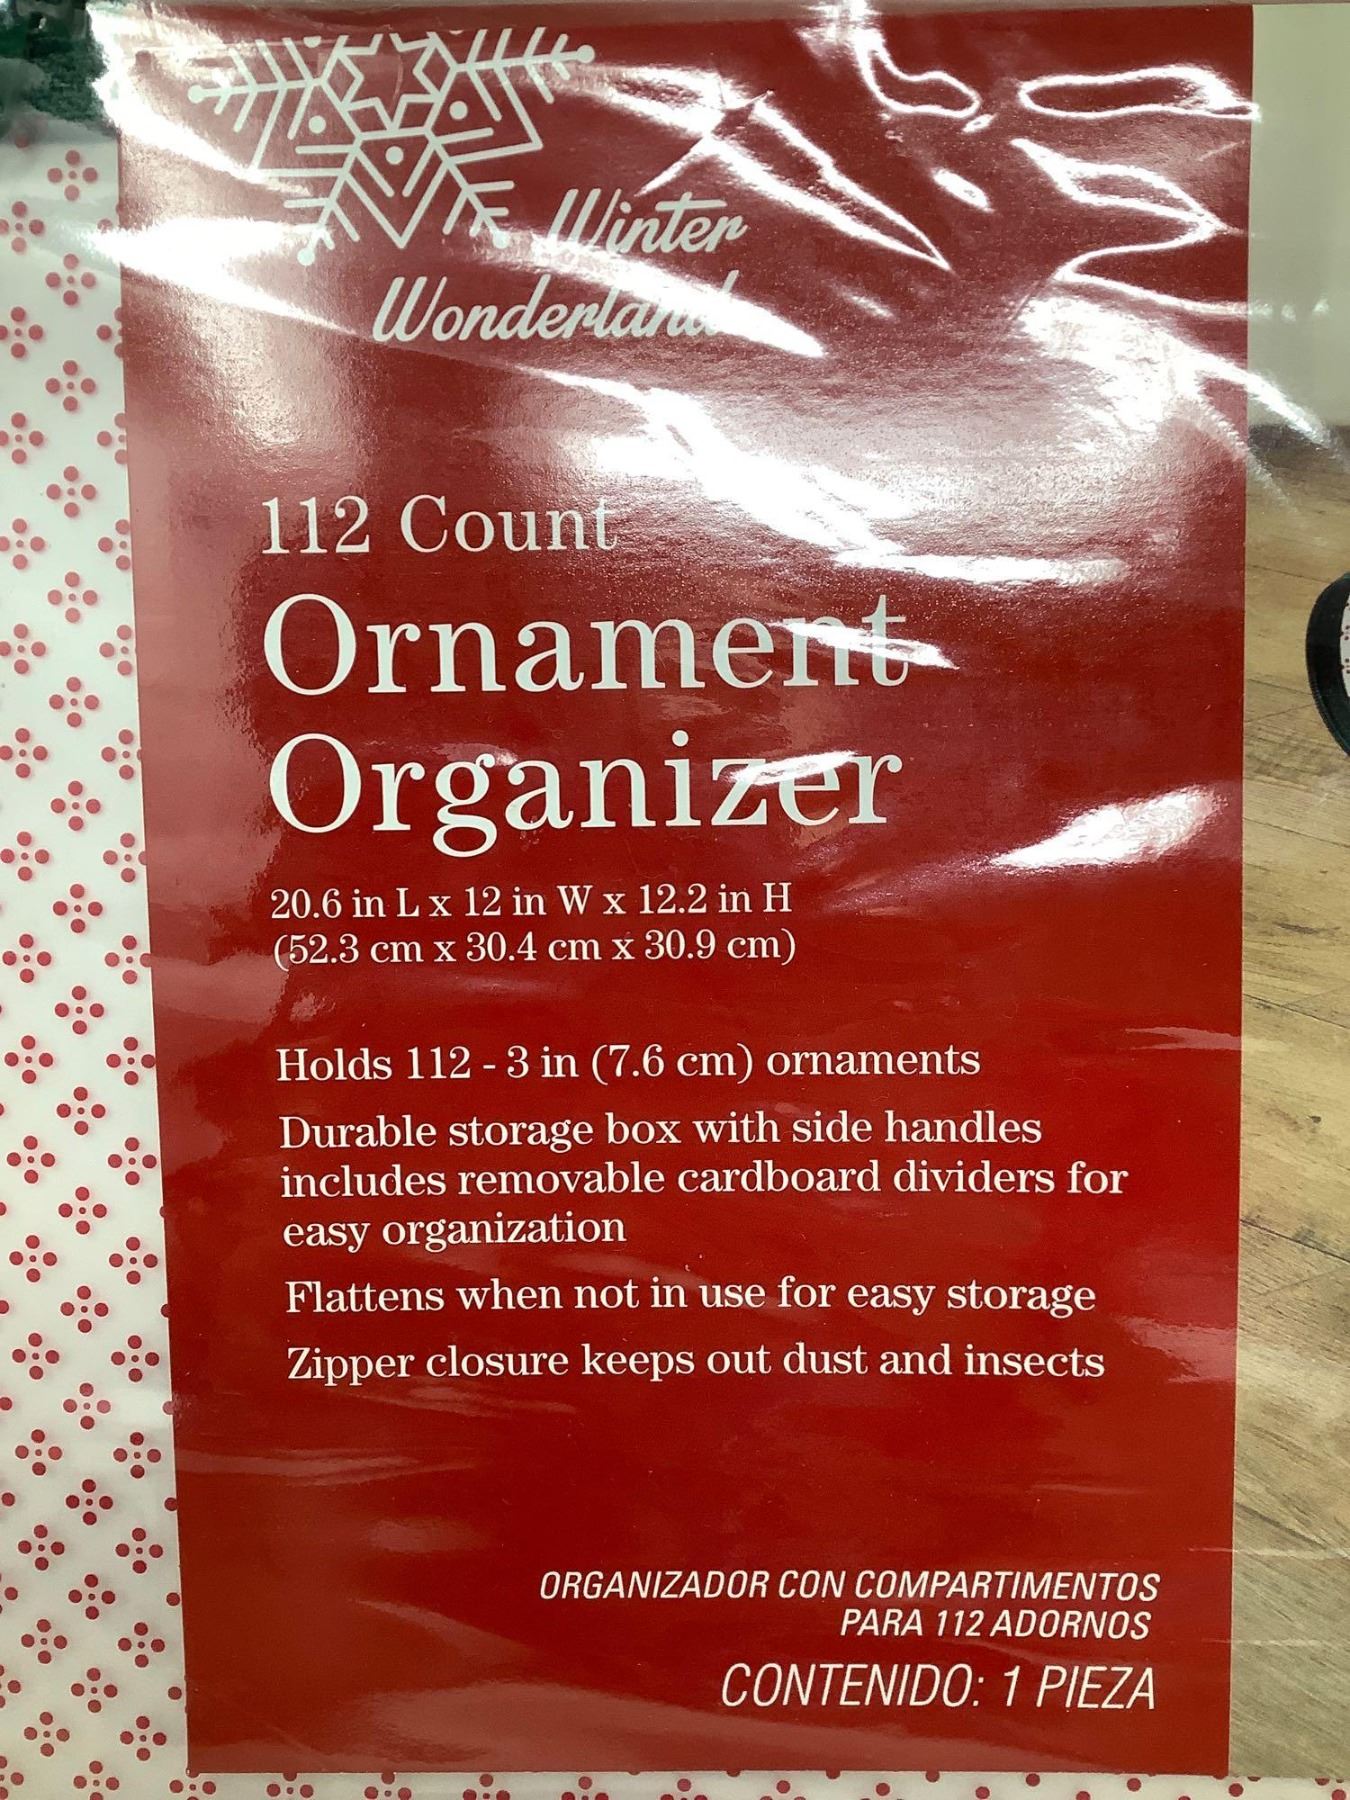 Winter
Wonderland
112 Count
Ornament
Organizer
20.6 in L x 12 in W x 12.2 in H
(52.3 cm x 30.4 cm x 30.9 cm)
Holds 112 - 3 in (7.6 cm) ornaments
Durable storage box with side handles
includes removable cardboard dividers for
easy organization
Flattens when not in use for easy storage
Zipper closure keeps out dust and insects
ORGANIZADOR CON COMPARTIMENTOS
PARA 112 ADORNOS
CONTENIDO: 1 PIEZA